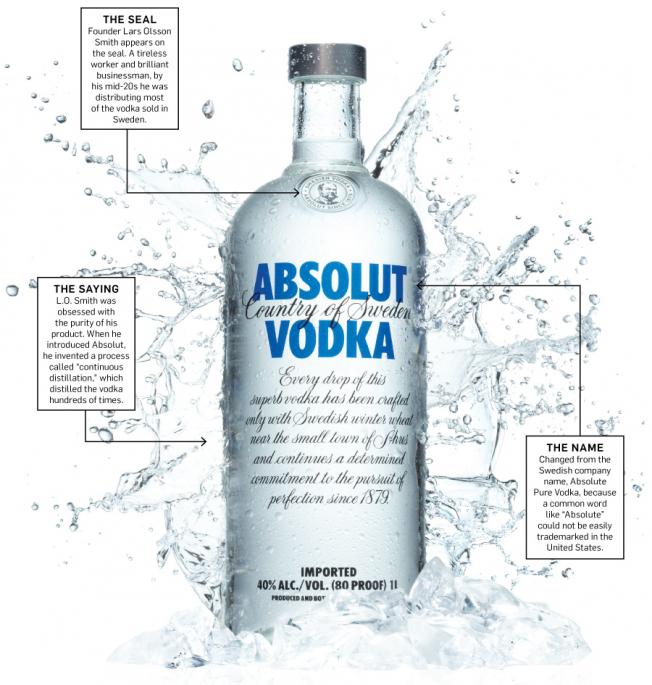 THE SEAL
Founder Lars Olsson
Smith appears on
the seal. A tireless
worker and brilliant
businessman, by
his mid-20s he was
distributing most
of the vodka sold in
Sweden.
ABSOLUT
Country of Sweden
VODKA
Every drop of this
superb vodka has been crafted
only with Swedish winter wheat
near the small town of Åhus
and continues a determined
commitment to the pursuit of
perfection since 1879.
IMPORTED
40% ALC./VOL. (80 PROOF) 1L
PRODUCED AND BOT
THE SAYING
L.O. Smith was
obsessed with
the purity of his
product. When he
introduced Absolut,
he invented a process
called “continuous
distillation,” which
distilled the vodka
hundreds of times.
THE NAME
Changed from the
Swedish company
name, Absolute
Pure Vodka, because
a common word
like “Absolute”
could not be easily
trademarked in the
United States.